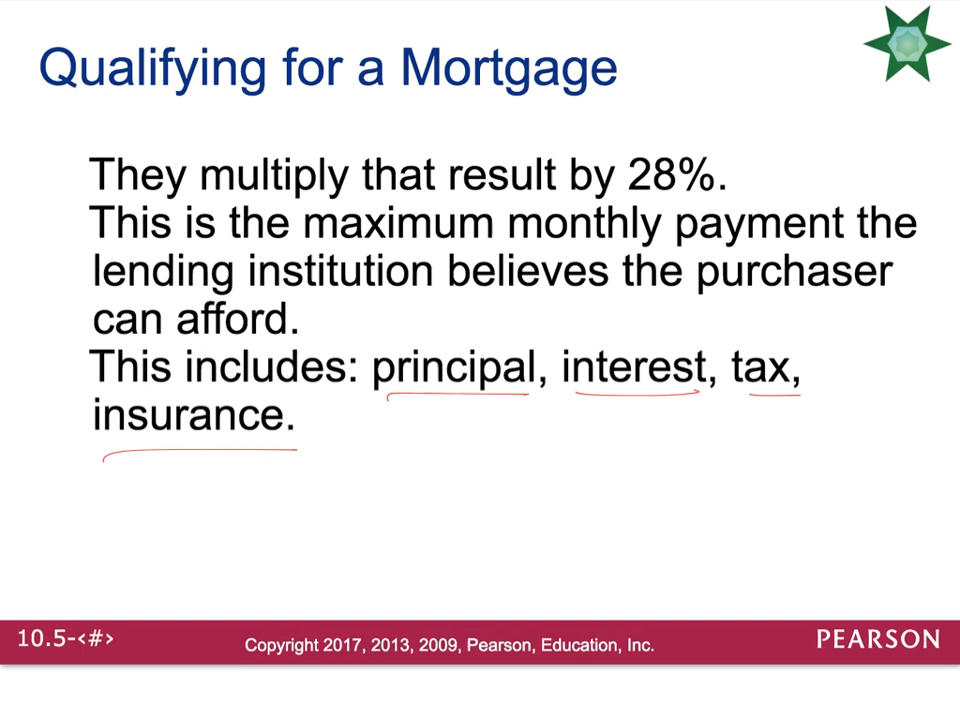 Qualifying for a Mortgage
They multiply that result by 28%.
This is the maximum monthly payment the
lending institution believes the purchaser
can afford.
This includes: principal, interest, tax,
insurance.
10.5-<#>
Copyright 2017, 2013, 2009, Pearson, Education, Inc.
PEARSON